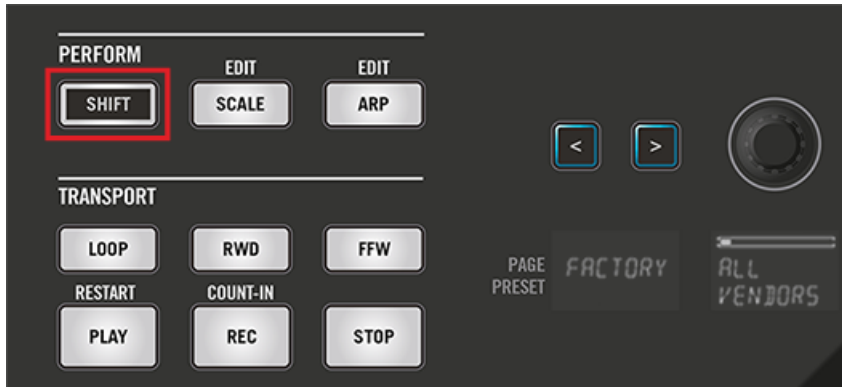 PERFORM
EDIT EDIT
SHIFT SCALE ARP
< >
TRANSPORT
LOOP RWD FFW
PAGE FACTORY ALL
PRESET VENDORS
RESTART COUNT-IN
PLAY REC STOP